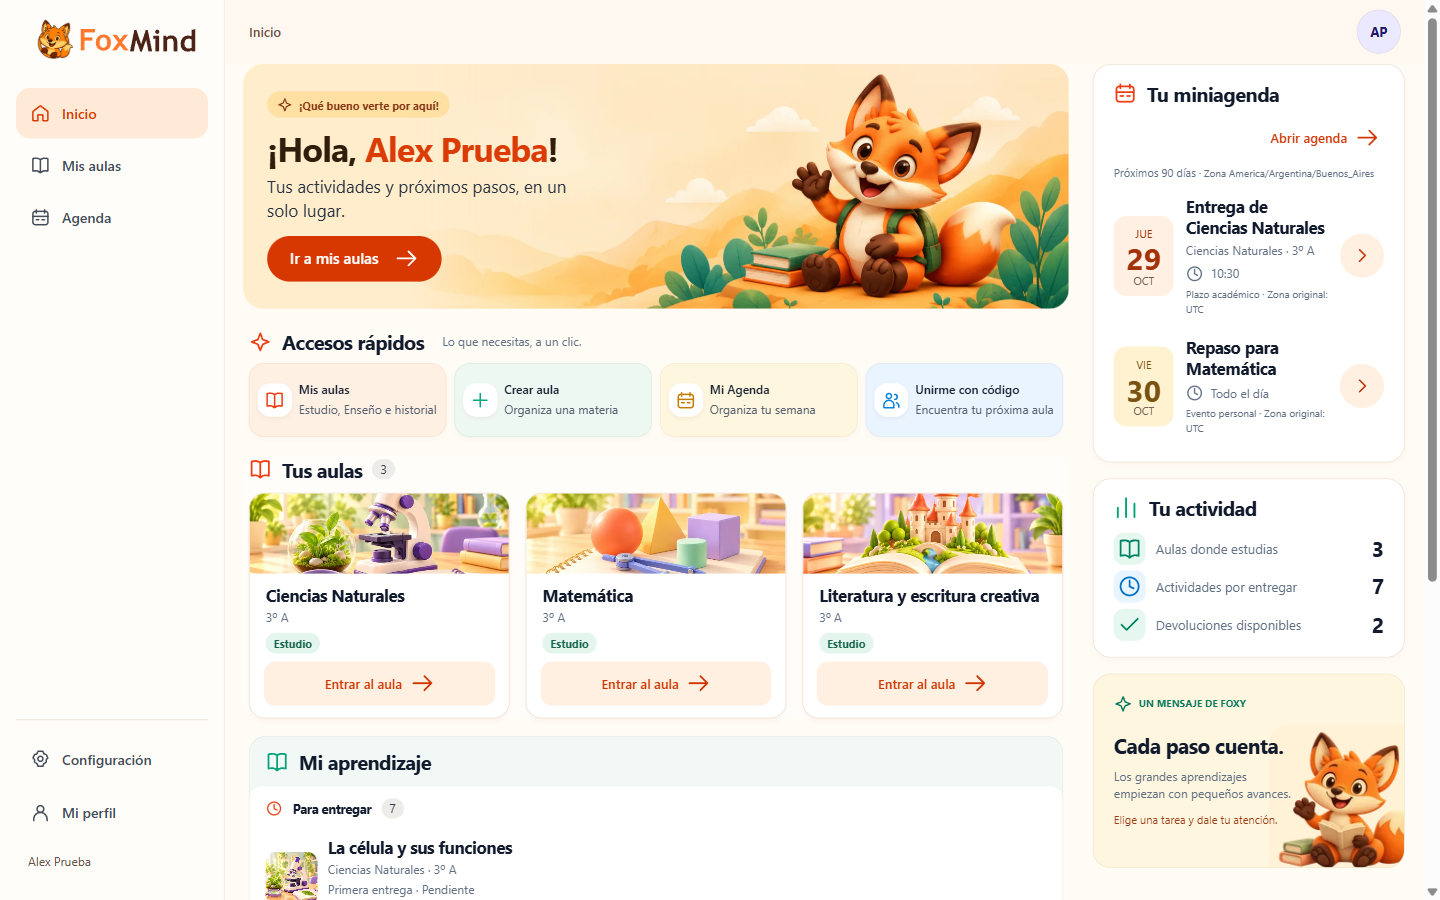 FoxMind
Inicio
Mis aulas
Agenda
Configuración
Mi perfil
Alex Prueba
Inicio
AP
¡Qué bueno verte por aquí!
¡Hola, Alex Prueba!
Tus actividades y próximos pasos, en un
solo lugar.
Ir a mis aulas
Accesos rápidos
Lo que necesitas, a un clic.
Mis aulas
Estudio, Enseño e historial
Crear aula
Organiza una materia
Mi Agenda
Organiza tu semana
Unirme con código
Encuentra tu próxima aula
Tus aulas 3
Ciencias Naturales
3º A
Estudio
Entrar al aula
Matemática
3º A
Estudio
Entrar al aula
Literatura y escritura creativa
3º A
Estudio
Entrar al aula
Mi aprendizaje
Para entregar 7
La célula y sus funciones
Ciencias Naturales · 3º A
Primera entrega · Pendiente
Tu miniagenda
Abrir agenda
Próximos 90 días · Zona America/Argentina/Buenos_Aires
JUE
29
OCT
Entrega de
Ciencias Naturales
Ciencias Naturales · 3º A
10:30
Plazo académico · Zona original:
UTC
VIE
30
OCT
Repaso para
Matemática
Todo el día
Evento personal · Zona original:
UTC
Tu actividad
Aulas donde estudias 3
Actividades por entregar 7
Devoluciones disponibles 2
UN MENSAJE DE FOXY
Cada paso cuenta.
Los grandes aprendizajes
empiezan con pequeños avances.
Elige una tarea y dale tu atención.